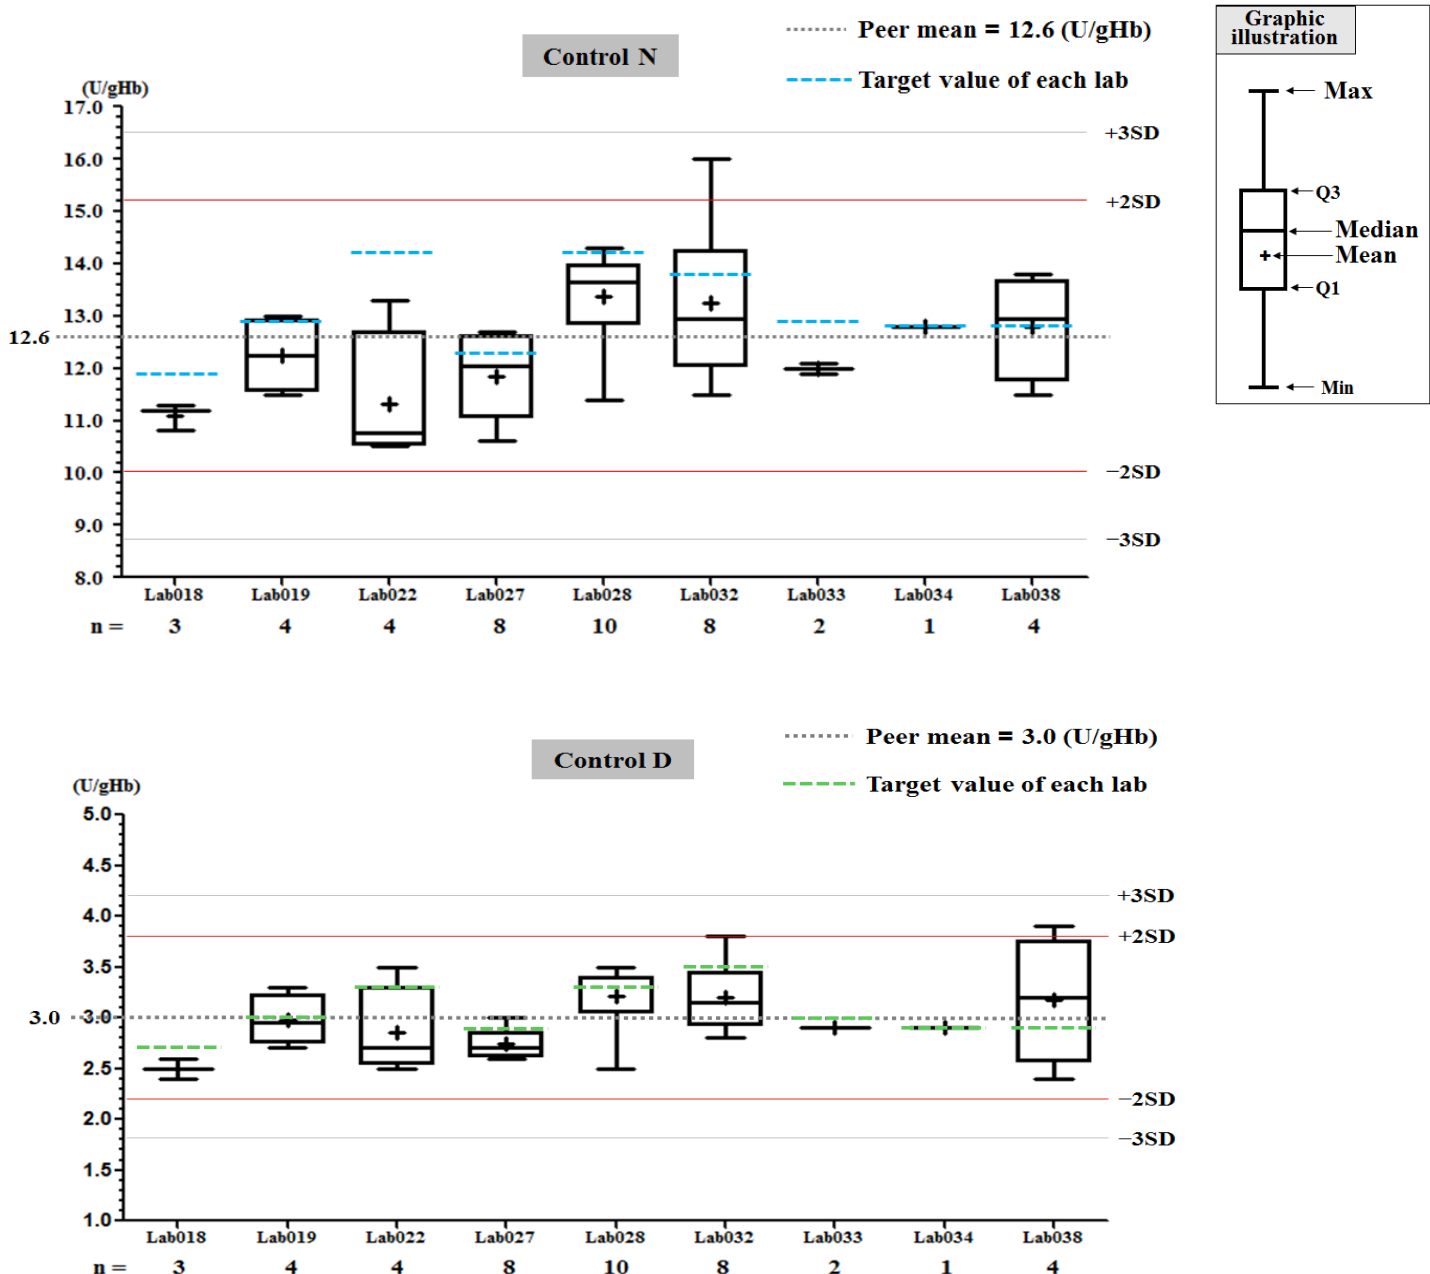 Control N
Peer mean = 12.6 (U/gHb)
Target value of each lab
(U/gHb)
17.0
16.0
15.0
14.0
13.0
12.6
12.0
11.0
10.0
9.0
8.0
+3SD
+2SD
−2SD
−3SD
Lab018 Lab019 Lab022 Lab027 Lab028 Lab032 Lab033 Lab034 Lab038
n = 3 4 4 8 10 8 2 1 4
Graphic
illustration
Max
Q3
Median
Mean
Q1
Min
Control D
Peer mean = 3.0 (U/gHb)
Target value of each lab
(U/gHb)
5.0
4.5
4.0
3.5
3.0 3.0
2.5
2.0
1.5
1.0
+3SD
+2SD
−2SD
−3SD
Lab018 Lab019 Lab022 Lab027 Lab028 Lab032 Lab033 Lab034 Lab038
n = 3 4 4 8 10 8 2 1 4